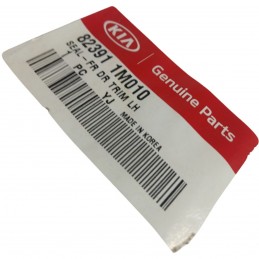 KIA
Genuine Parts
82391 1M010
SEAL-FR DR TRIM LH
1 PC YJ
MADE IN KOREA